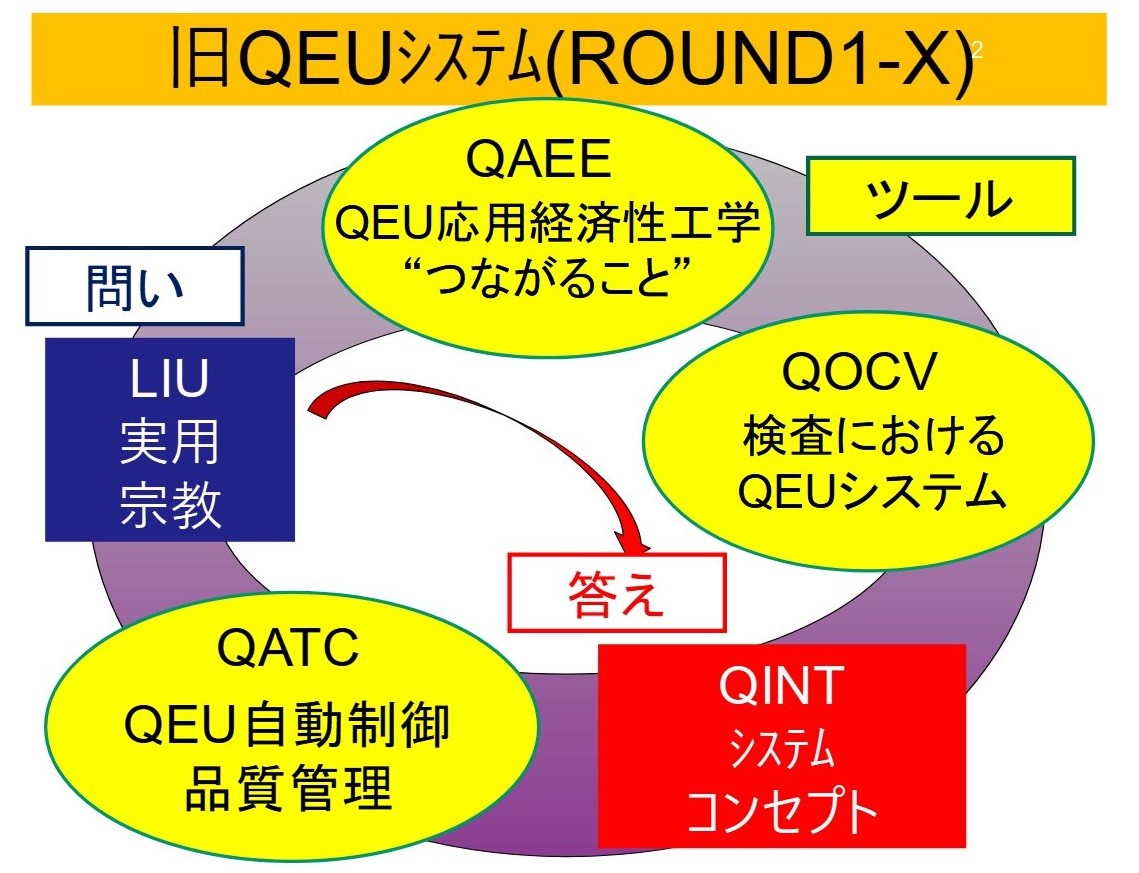 旧QEUシステム(ROUND1-X)
2
QAEE
QEU応用経済性工学
“つながること”
ツール
問い
LIU
実用
宗教
QOCV
検査における
QEUシステム
答え
QATC
QEU自動制御
品質管理
QINT
システム
コンセプト